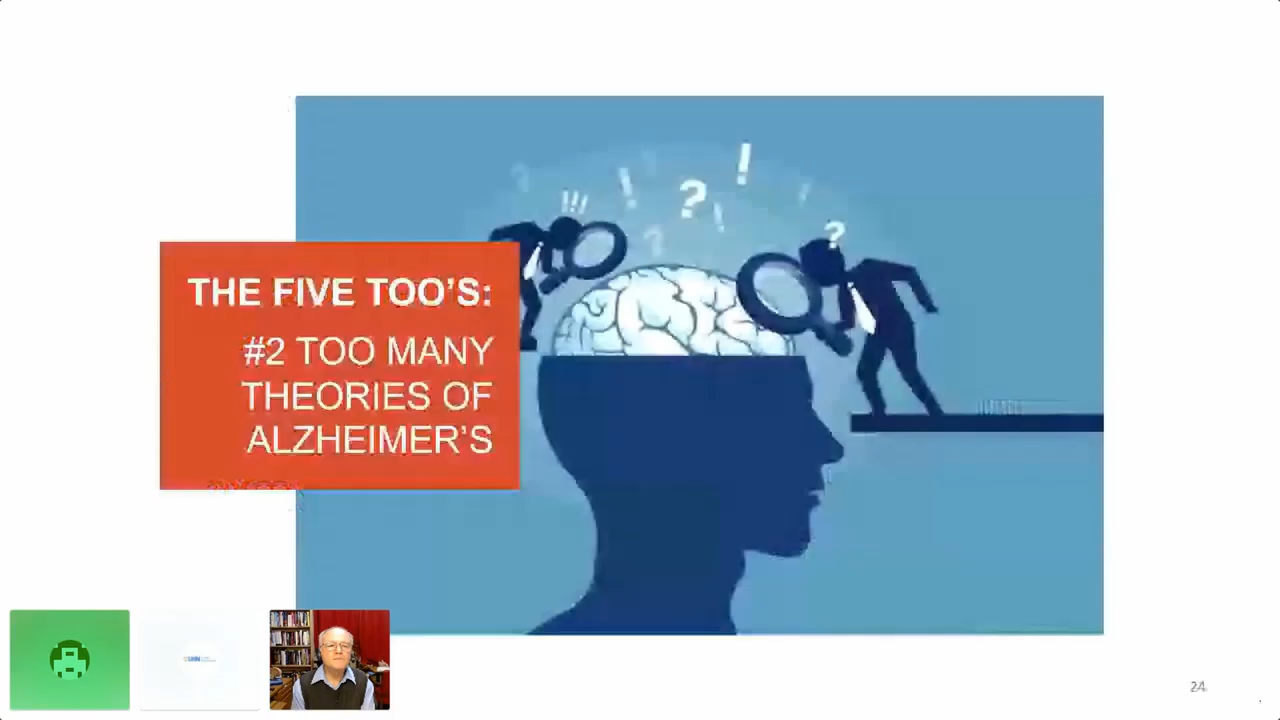 THE FIVE TOO'S:
#2 TOO MANY
THEORIES OF
ALZHEIMER'S
!!!
!
?
!
?
24